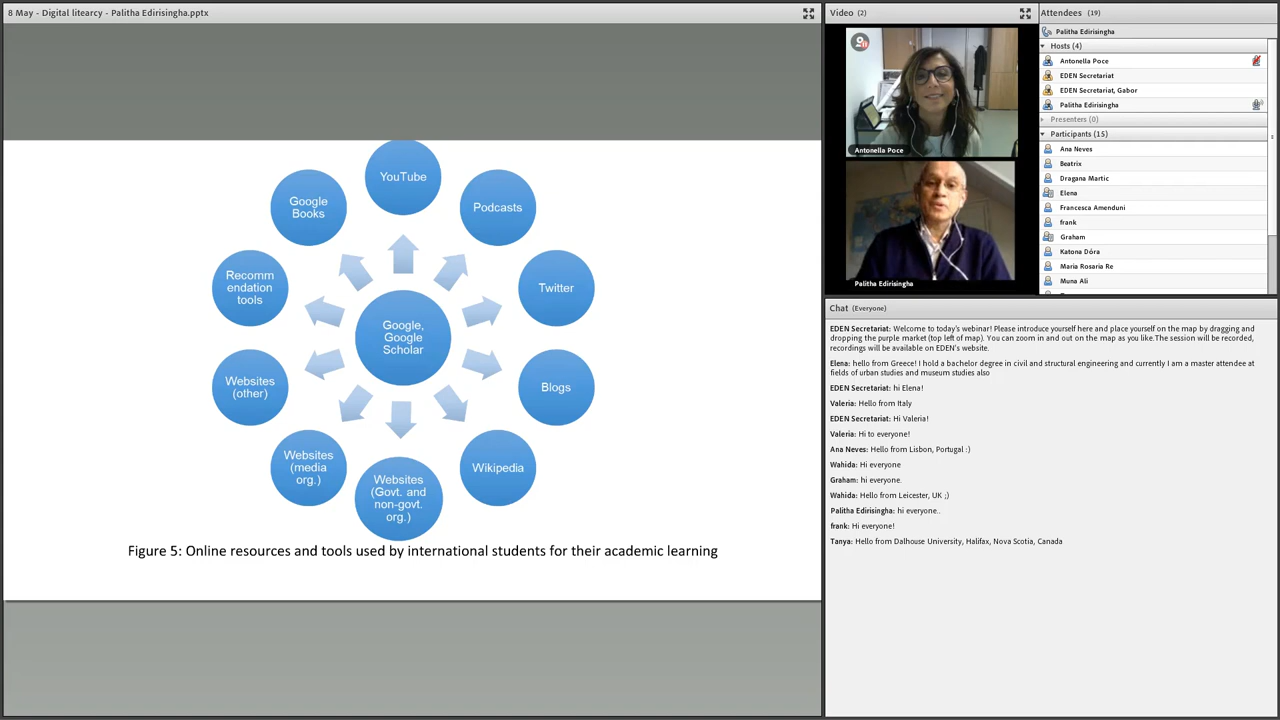 8 May - Digital litearcy - Palitha Edirisingha.pptx
YouTube
Google
Books
Podcasts
Recomm
endation
tools
Twitter
Google,
Google
Scholar
Websites
(other)
Blogs
Websites
(media
org.)
Websites
(Govt. and
non-govt.
org.)
Wikipedia
Figure 5: Online resources and tools used by international students for their academic learning
Video (2)
Antonella Poce
Palitha Edirisingha
Attendees (19)
Palitha Edirisingha
Hosts (4)
Antonella Poce
EDEN Secretariat
EDEN Secretariat, Gabor
Palitha Edirisingha
Presenters (0)
Participants (15)
Ana Neves
Beatrix
Dragana Martic
Elena
Francesca Amenduni
frank
Graham
Katona Dóra
Maria Rosaria Re
Muna Ali
Chat (Everyone)
EDEN Secretariat: Welcome to today's webinar! Please introduce yourself here and place yourself on the map by dragging and
dropping the purple market (top left of map). You can zoom in and out on the map as you like.The session will be recorded,
recordings will be available on EDEN's website.
Elena: hello from Greece! I hold a bachelor degree in civil and structural engineering and currently I am a master attendee at
fields of urban studies and museum studies also
EDEN Secretariat: hi Elena!
Valeria: Hello from Italy
EDEN Secretariat: Hi Valeria!
Valeria: Hi to everyone!
Ana Neves: Hello from Lisbon, Portugal :)
Wahida: Hi everyone
Graham: hi everyone.
Wahida: Hello from Leicester, UK ;)
Palitha Edirisingha: hi everyone..
frank: Hi everyone!
Tanya: Hello from Dalhouse University, Halifax, Nova Scotia, Canada